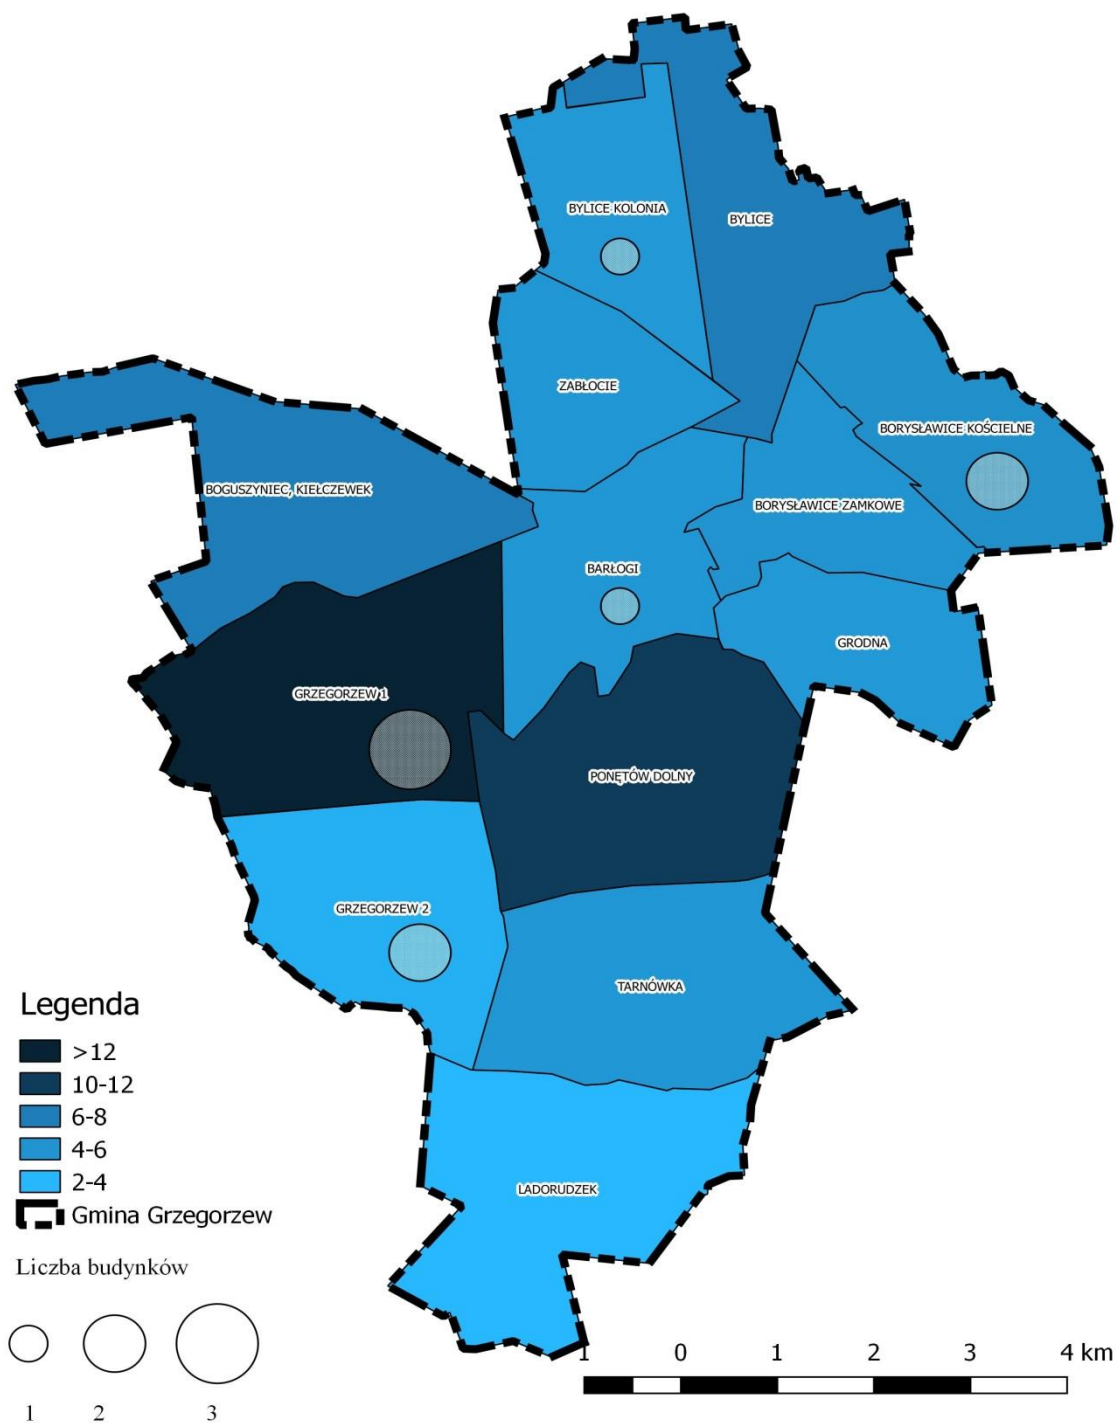 BYLICE KOLONIA
BYLICE
ZABŁOCIE
BORYSŁAWICE KOŚCIELNE
BOGUSZYNIEC, KIEŁCZEWEK
BORYSŁAWICE ZAMKOWE
BARŁOGI
GRODNA
GRZEGORZEW 1
PONĘTÓW DOLNY
GRZEGORZEW 2
TARNÓWKA
LADORUDZEK
Legenda
>12
10-12
6-8
4-6
2-4
Gmina Grzegorzew
Liczba budynków
1 2 3
1 0 1 2 3 4 km